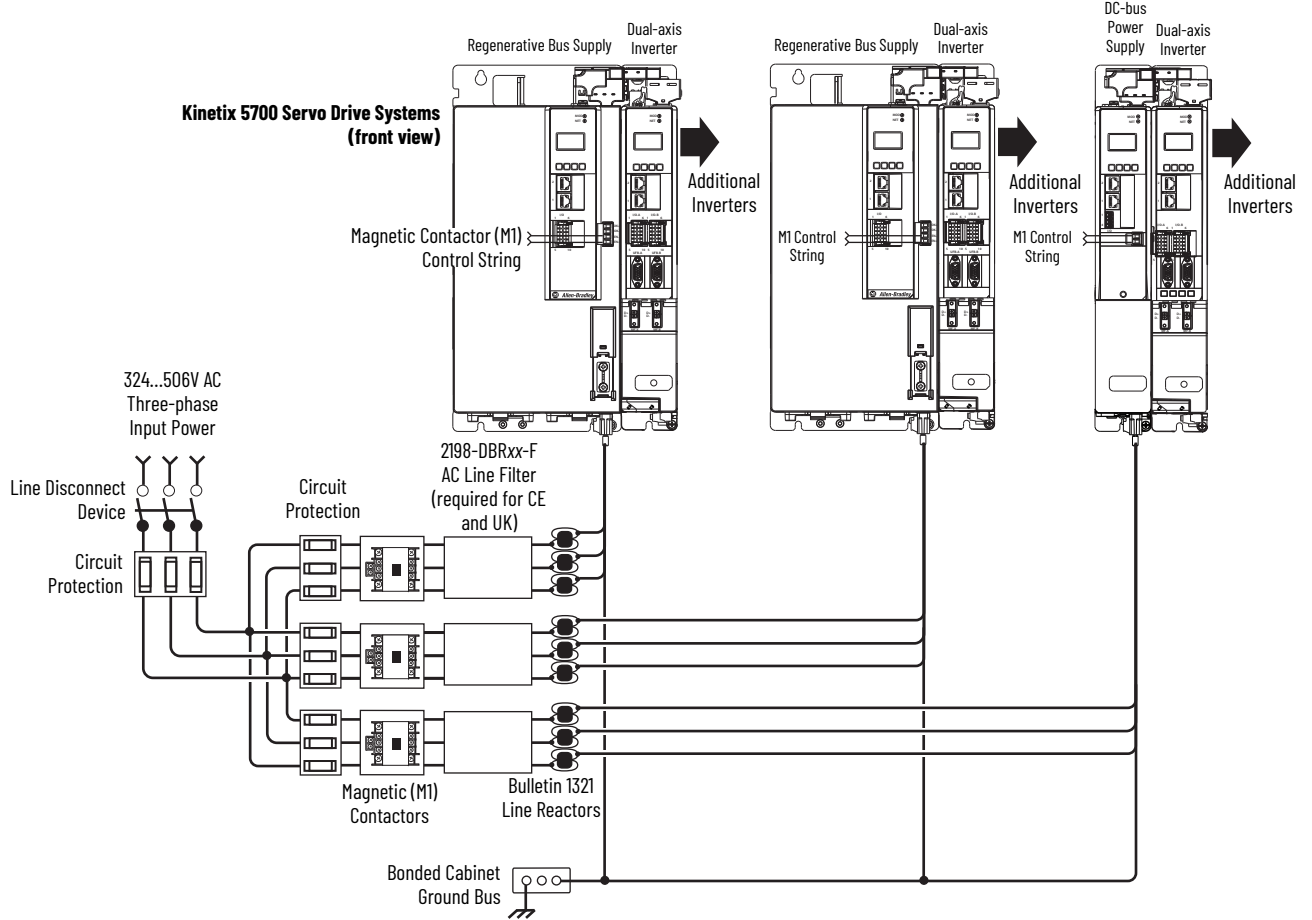 Regenerative Bus Supply
Dual-axis
Inverter
Regenerative Bus Supply
Dual-axis
Inverter
DC-bus
Power
Supply
Dual-axis
Inverter
Kinetix 5700 Servo Drive Systems
(front view)
Additional
Inverters
Additional
Inverters
Additional
Inverters
Magnetic Contactor (M1)
Control String
M1 Control
String
M1 Control
String
Allen-Bradley
Allen-Bradley
324...506V AC
Three-phase
Input Power
Line Disconnect
Device
Circuit
Protection
Circuit
Protection
2198-DBRxx-F
AC Line Filter
(required for CE
and UK)
Magnetic (M1)
Contactors
Bulletin 1321
Line Reactors
Bonded Cabinet
Ground Bus